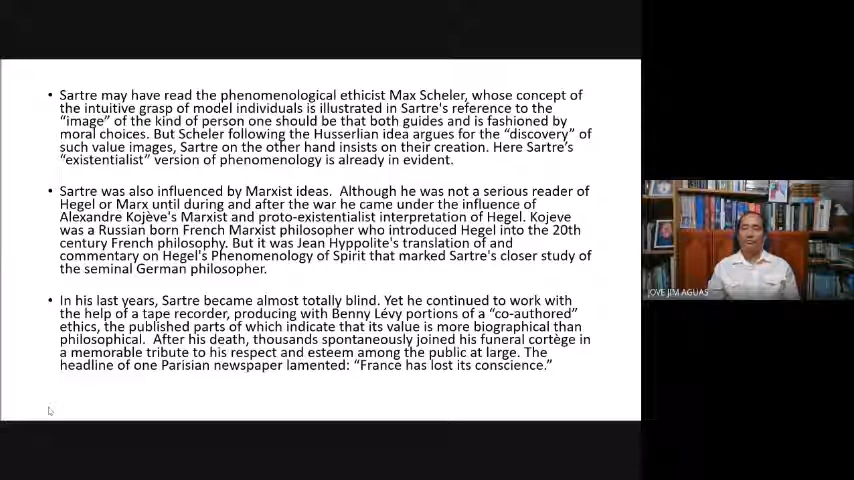 • Sartre may have read the phenomenological ethicist Max Scheler, whose concept of
the intuitive grasp of model individuals is illustrated in Sartre's reference to the
“image” of the kind of person one should be that both guides and is fashioned by
moral choices. But Scheler following the Husserlian idea argues for the “discovery” of
such value images, Sartre on the other hand insists on their creation. Here Sartre’s
“existentialist” version of phenomenology is already in evident.
• Sartre was also influenced by Marxist ideas. Although he was not a serious reader of
Hegel or Marx until during and after the war he came under the influence of
Alexandre Kojève's Marxist and proto-existentialist interpretation of Hegel. Kojeve
was a Russian born French Marxist philosopher who introduced Hegel into the 20th
century French philosophy. But it was Jean Hyppolite's translation of and
commentary on Hegel's Phenomenology of Spirit that marked Sartre's closer study of
the seminal German philosopher.
• In his last years, Sartre became almost totally blind. Yet he continued to work with
the help of a tape recorder, producing with Benny Lévy portions of a “co-authored”
ethics, the published parts of which indicate that its value is more biographical than
philosophical. After his death, thousands spontaneously joined his funeral cortège in
a memorable tribute to his respect and esteem among the public at large. The
headline of one Parisian newspaper lamented: “France has lost its conscience.”
JOVE JIM AGUAS